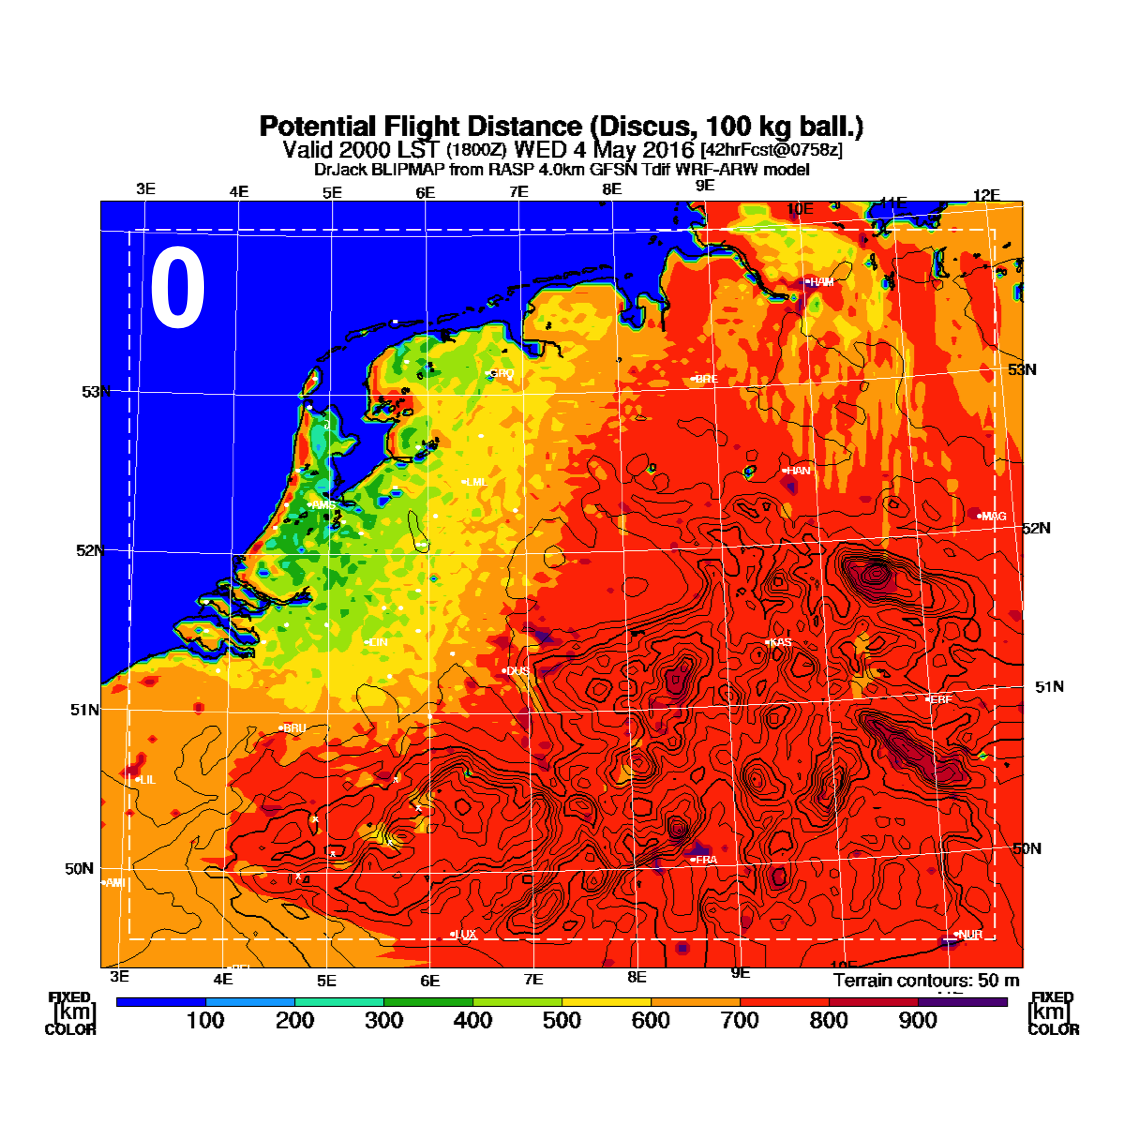 Potential Flight Distance (Discus, 100 kg ball.)
Valid 2000 LST (1800Z) WED 4 May 2016 [42hrFcst@0758z]
DrJack BLIPMAP from RASP 4.0km GFSN Tdif WRF-ARW model
3E 4E 5E 6E 7E 8E 9E 10E 11E 12E
0
HAM
53N GRO BRE 53N
LML HAN
AMS MAG
52N 52N
EIN KAS
DUS
51N ERF 51N
BRU
LIL
50N FRA 50N
AMI
LUX NUR
3E 4E 5E 6E 7E 8E 9E 10E
Terrain contours: 50 m
FIXED FIXED
[km] [km]
COLOR 100 200 300 400 500 600 700 800 900 COLOR